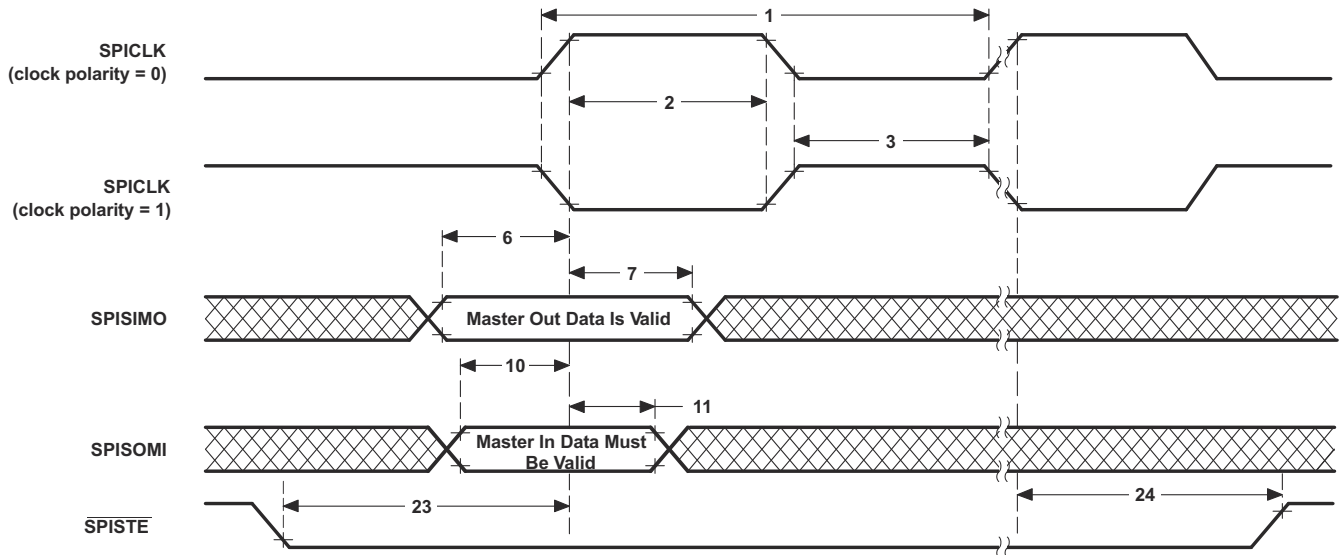 1
SPICLK
(clock polarity = 0)
2
3
SPICLK
(clock polarity = 1)
6
7
SPISIMO
Master Out Data Is Valid
10
11
SPISOMI
Master In Data Must
Be Valid
23
24
SPISTE